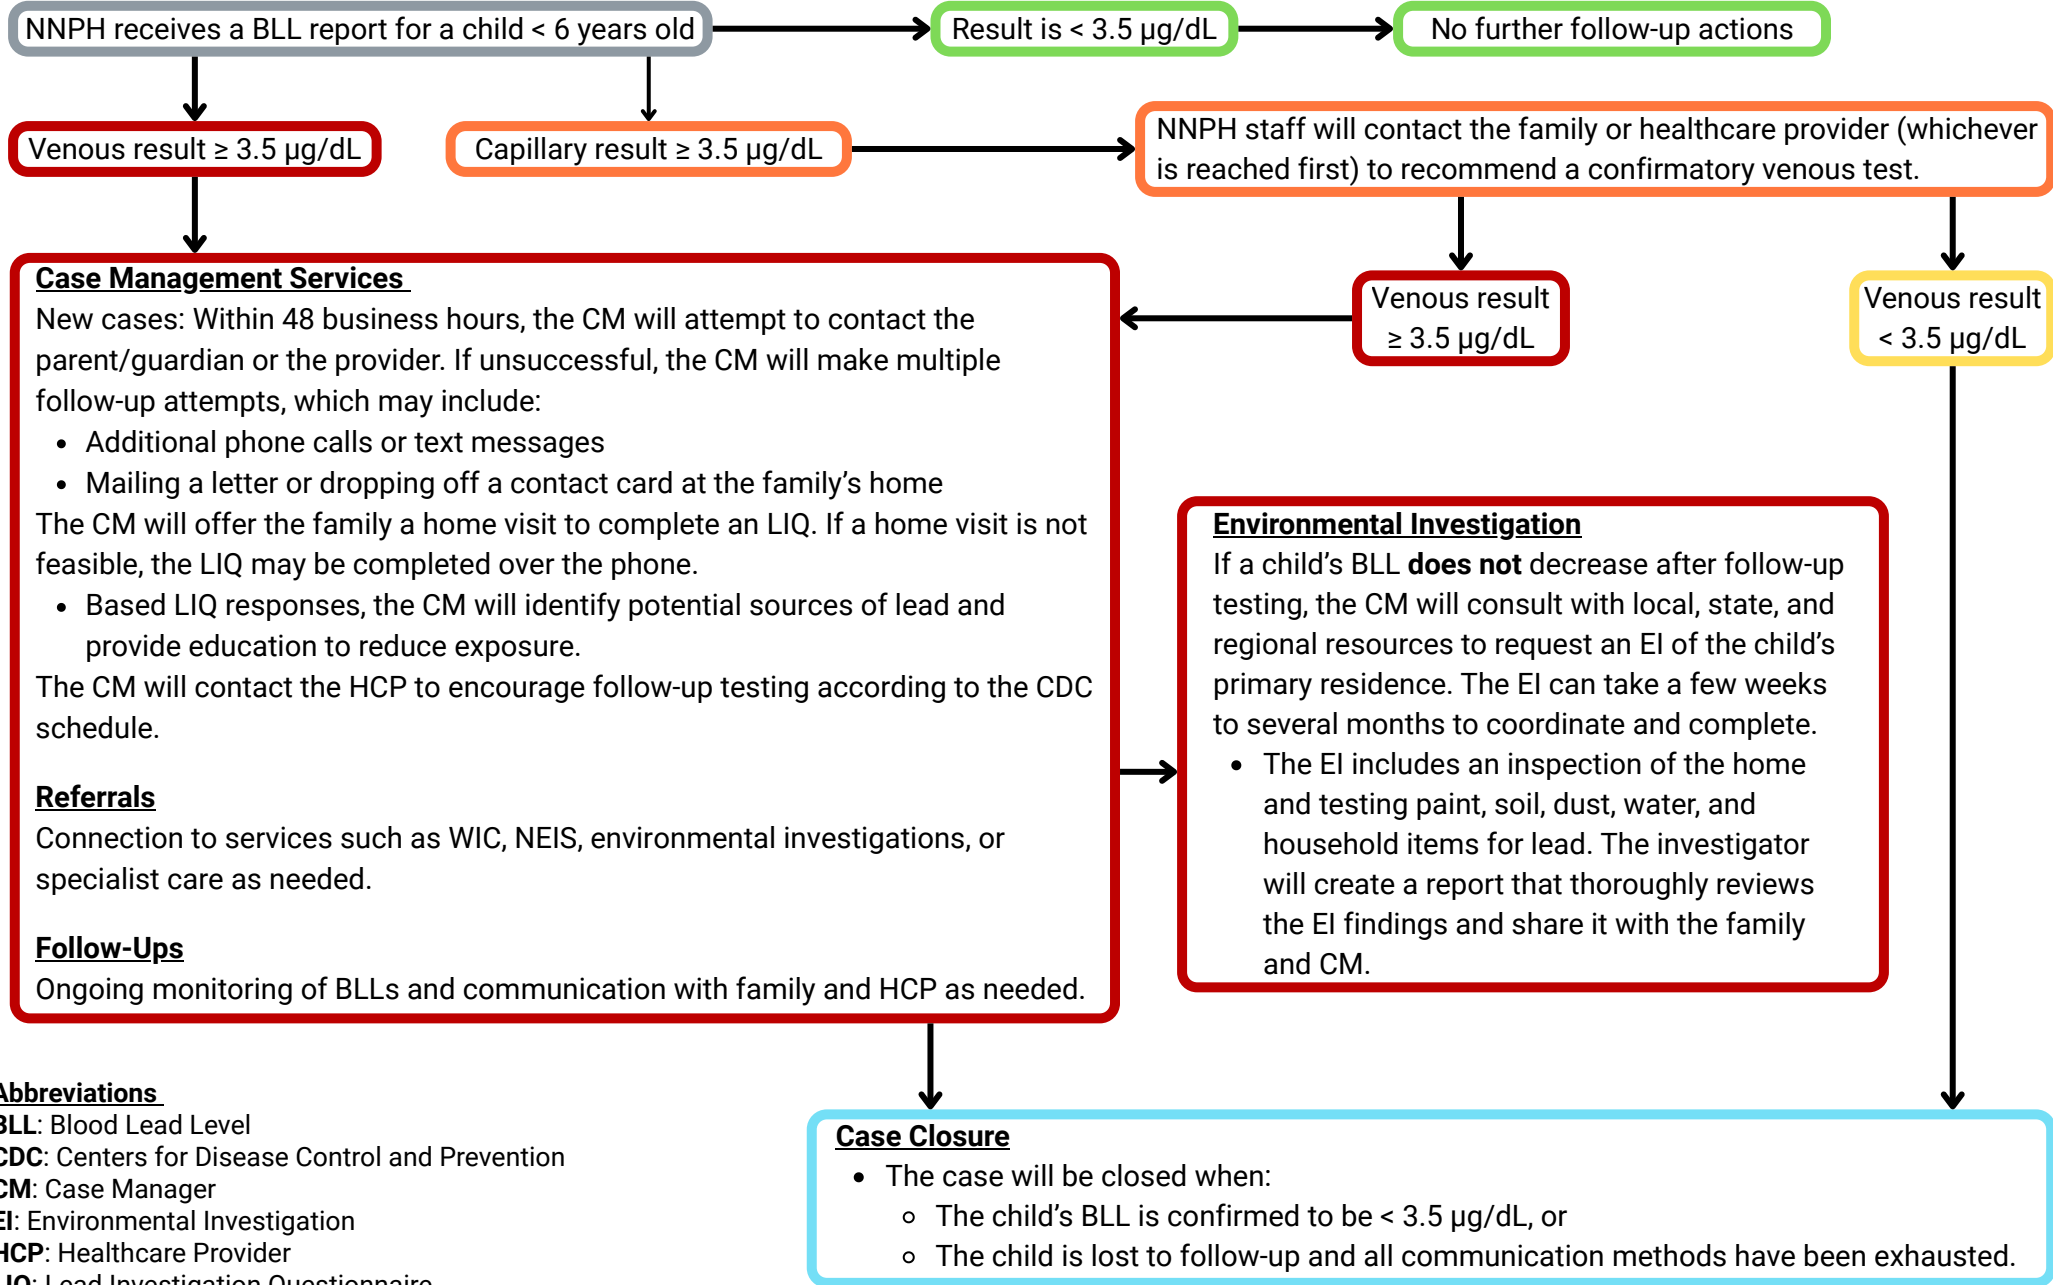 NNPH receives a BLL report for a child < 6 years old
Result is < 3.5 µg/dL
No further follow-up actions
Venous result ≥ 3.5 µg/dL
Capillary result ≥ 3.5 µg/dL
NNPH staff will contact the family or healthcare provider (whichever
is reached first) to recommend a confirmatory venous test.
Venous result
≥ 3.5 µg/dL
Venous result
< 3.5 µg/dL
Case Management Services
New cases: Within 48 business hours, the CM will attempt to contact the
parent/guardian or the provider. If unsuccessful, the CM will make multiple
follow-up attempts, which may include:
• Additional phone calls or text messages
• Mailing a letter or dropping off a contact card at the family's home
The CM will offer the family a home visit to complete an LIQ. If a home visit is not
feasible, the LIQ may be completed over the phone.
• Based LIQ responses, the CM will identify potential sources of lead and
provide education to reduce exposure.
The CM will contact the HCP to encourage follow-up testing according to the CDC
schedule.
Referrals
Connection to services such as WIC, NEIS, environmental investigations, or
specialist care as needed.
Follow-Ups
Ongoing monitoring of BLLs and communication with family and HCP as needed.
Environmental Investigation
If a child's BLL does not decrease after follow-up
testing, the CM will consult with local, state, and
regional resources to request an EI of the child's
primary residence. The EI can take a few weeks
to several months to coordinate and complete.
• The EI includes an inspection of the home
and testing paint, soil, dust, water, and
household items for lead. The investigator
will create a report that thoroughly reviews
the EI findings and share it with the family
and CM.
Abbreviations
BLL: Blood Lead Level
CDC: Centers for Disease Control and Prevention
CM: Case Manager
EI: Environmental Investigation
HCP: Healthcare Provider
LIQ: Lead Investigation Questionnaire
Case Closure
• The case will be closed when:
◦ The child's BLL is confirmed to be < 3.5 µg/dL, or
◦ The child is lost to follow-up and all communication methods have been exhausted.